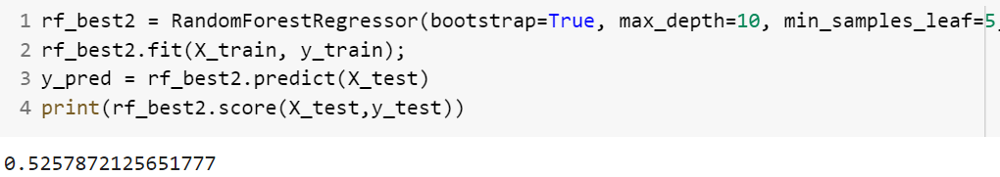 1 rf_best2 = RandomForestRegressor(bootstrap=True, max_depth=10, min_samples_leaf=5,
2 rf_best2.fit(X_train, y_train);
3 y_pred = rf_best2.predict(X_test)
4 print(rf_best2.score(X_test,y_test))
0.5257872125651777